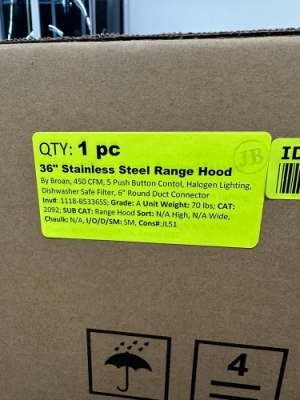 QTY: 1 pc
JB
36" Stainless Steel Range Hood
By Broan, 450 CFM, 5 Push Button Contol, Halogen Lighting,
Dishwasher Safe Filter, 6" Round Duct Connector
Inv#: 1118-BS336SS; Grade: A Unit Weight: 70 lbs; CAT:
2092; SUB CAT: Range Hood Sort: N/A High, N/A Wide,
Chaulk: N/A, I/O/D/SM: SM, Cons#:JL51
ID
4